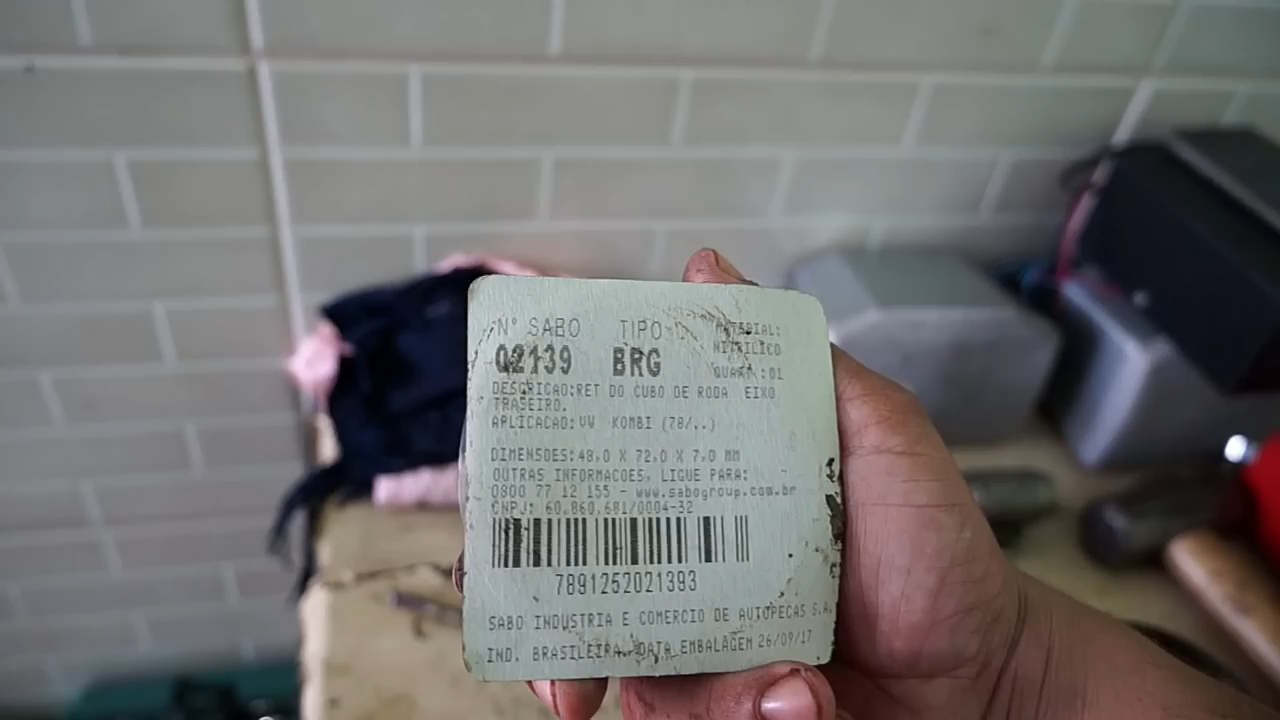 Nº SABO TIPO MATERIAL:
02139 BRG NITRILICO
QUANT.:01
DESCRICAO:RET DO CUBO DE RODA EIXO
TRASEIRO.
APLICACAO:VW KOMBI (78/..)
DIMENSOES:48,0 X 72,0 X 7,0 MM
OUTRAS INFORMACOES, LIGUE PARA:
0800 77 12 155 - www.sabogroup.com.br
CNPJ: 60.860.681/0004-32
7891252021393
SABO INDUSTRIA E COMERCIO DE AUTOPECAS S.A.
IND. BRASILEIRA. DATA EMBALAGEM 26/09/17